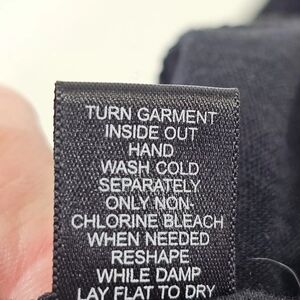 TURN GARMENT
INSIDE OUT
HAND
WASH COLD
SEPARATELY
ONLY NON-
CHLORINE BLEACH
WHEN NEEDED
RESHAPE
WHILE DAMP
LAY FLAT TO DRY